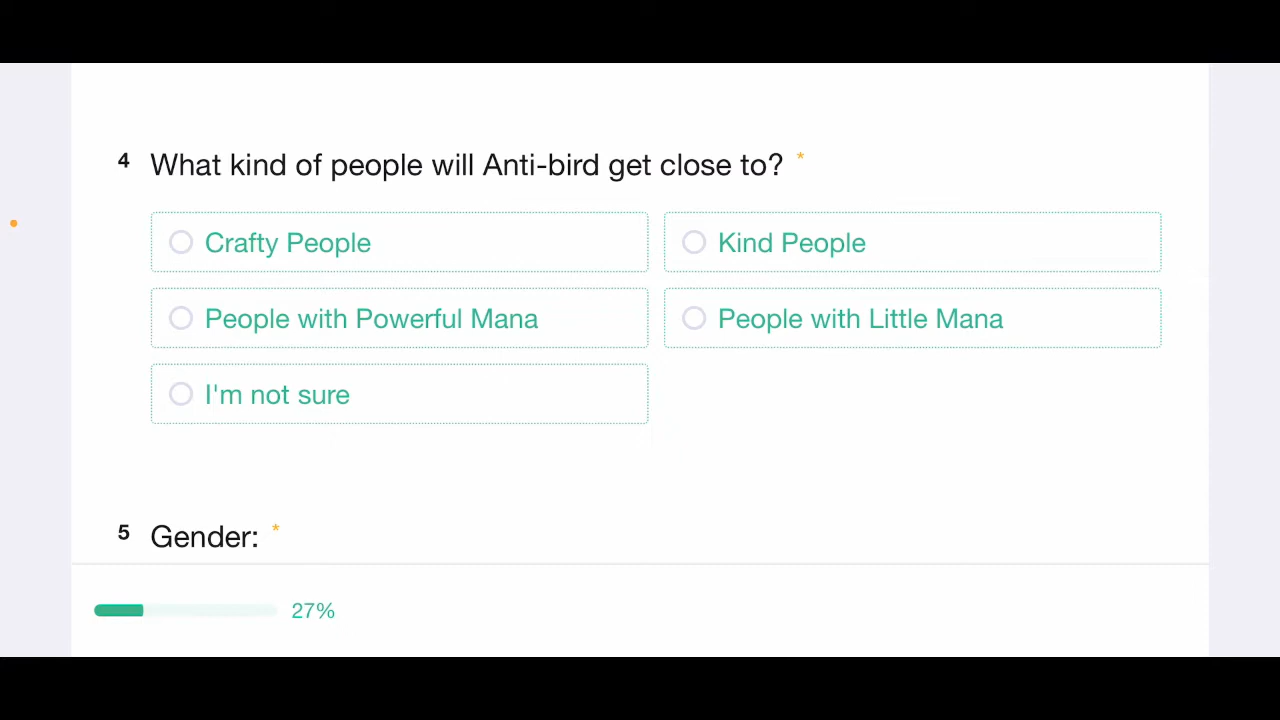 4 What kind of people will Anti-bird get close to? *
Crafty People
Kind People
People with Powerful Mana
People with Little Mana
I'm not sure
5 Gender: *
27%